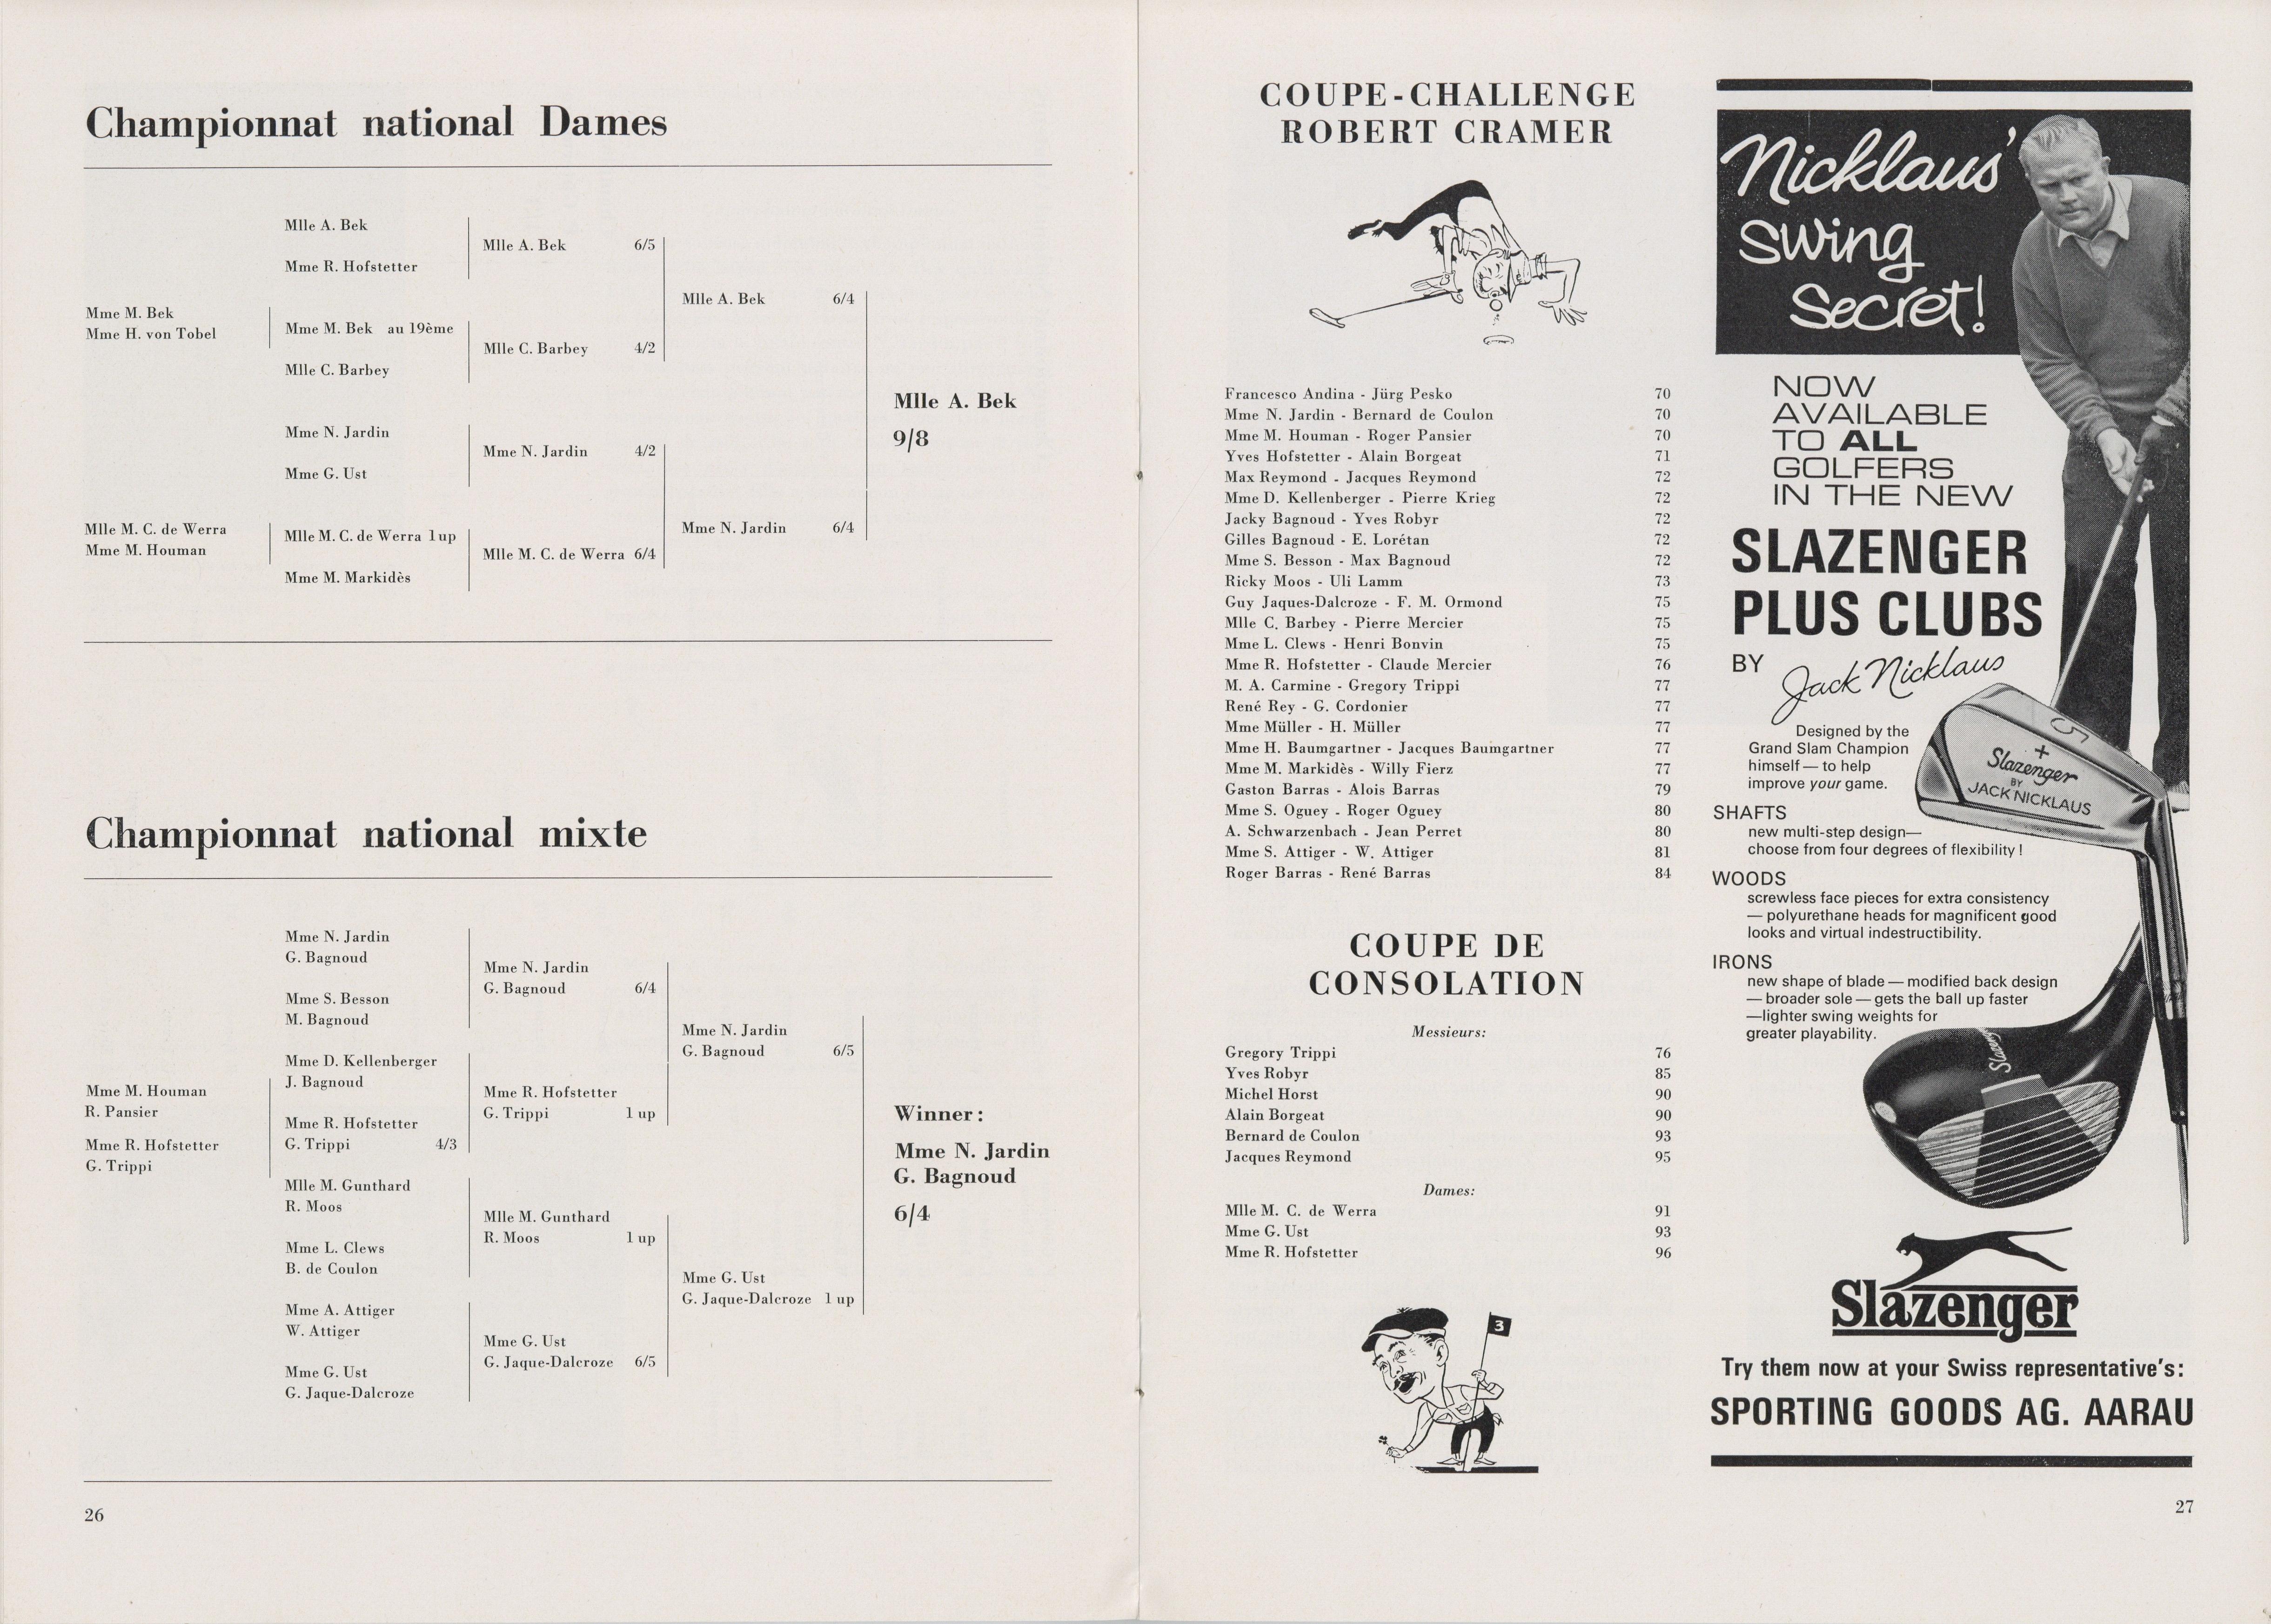 Championnat national Dames
Mme M. Bek
Mme H. von Tobel
Mlle M. C. de Werra
Mme M. Houman
Mlle A. Bek
Mme R. Hofstetter
Mme M. Bek au 19ème
Mlle C. Barbey
Mme N. Jardin
Mme G. Ust
Mlle M. C. de Werra 1 up
Mme M. Markidès
Mlle A. Bek 6/5
Mlle C. Barbey 4/2
Mme N. Jardin 4/2
Mlle M. C. de Werra 6/4
Mlle A. Bek 6/4
Mme N. Jardin 6/4
Mlle A. Bek
9/8
Championnat national mixte
Mme M. Houman
R. Pansier
Mme R. Hofstetter
G. Trippi
Mme N. Jardin
G. Bagnoud
Mme S. Besson
M. Bagnoud
Mme D. Kellenberger
J. Bagnoud
Mme R. Hofstetter
G. Trippi 4/3
Mlle M. Gunthard
R. Moos
Mme L. Clews
B. de Coulon
Mme A. Attiger
W. Attiger
Mme G. Ust
G. Jaque-Dalcroze
Mme N. Jardin
G. Bagnoud 6/4
Mme R. Hofstetter
G. Trippi 1 up
Mlle M. Gunthard
R. Moos 1 up
Mme G. Ust
G. Jaque-Dalcroze 6/5
Mme N. Jardin
G. Bagnoud 6/5
Mme G. Ust
G. Jaque-Dalcroze 1 up
Winner:
Mme N. Jardin
G. Bagnoud
6/4
26
COUPE-CHALLENGE
ROBERT CRAMER
Francesco Andina - Jürg Pesko 70
Mme N. Jardin - Bernard de Coulon 70
Mme M. Houman - Roger Pansier 70
Yves Hofstetter - Alain Borgeat 71
Max Reymond - Jacques Reymond 72
Mme D. Kellenberger - Pierre Krieg 72
Jacky Bagnoud - Yves Robyr 72
Gilles Bagnoud - E. Lorétan 72
Mme S. Besson - Max Bagnoud 72
Ricky Moos - Uli Lamm 73
Guy Jaques-Dalcroze - F. M. Ormond 75
Mlle C. Barbey - Pierre Mercier 75
Mme L. Clews - Henri Bonvin 75
Mme R. Hofstetter - Claude Mercier 76
M. A. Carmine - Gregory Trippi 77
René Rey - G. Cordonier 77
Mme Müller - H. Müller 77
Mme H. Baumgartner - Jacques Baumgartner 77
Mme M. Markidès - Willy Fierz 77
Gaston Barras - Alois Barras 79
Mme S. Oguey - Roger Oguey 80
A. Schwarzenbach - Jean Perret 80
Mme S. Attiger - W. Attiger 81
Roger Barras - René Barras 84
COUPE DE
CONSOLATION
Messieurs:
Gregory Trippi 76
Yves Robyr 85
Michel Horst 90
Alain Borgeat 90
Bernard de Coulon 93
Jacques Reymond 95
Dames:
Mlle M. C. de Werra 91
Mme G. Ust 93
Mme R. Hofstetter 96
3
Nicklaus'
Swing
Secret!
NOW
AVAILABLE
TO ALL
GOLFERS
IN THE NEW
SLAZENGER
PLUS CLUBS
BY Jack Nicklaus
Designed by the
Grand Slam Champion
himself — to help
improve your game.
5
+
Slazenger
BY
JACK NICKLAUS
SHAFTS
new multi-step design—
choose from four degrees of flexibility !
WOODS
screwless face pieces for extra consistency
— polyurethane heads for magnificent good
looks and virtual indestructibility.
IRONS
new shape of blade — modified back design
— broader sole — gets the ball up faster
—lighter swing weights for
greater playability.
Slazenger
Try them now at your Swiss representative's:
SPORTING GOODS AG. AARAU
27